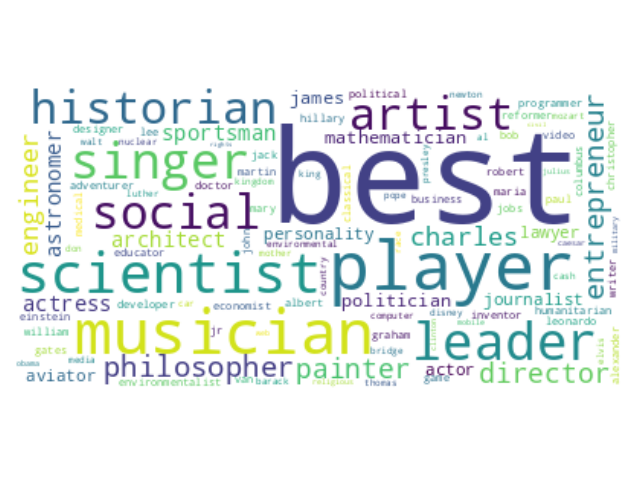 political newton
historian james artist programmer
hillary reformer mozart
designer lee sportsman mathematician al bob video
walt nuclear rights
engineer astronomer singer jack best presley robert columbus christopher entrepreneur
martin king classical kingdom julius
adventurer doctor pope maria
luther medical business jobs paul
social mary
architect personality charles lawyer
don john environmental caesar military
educator mother country writer
scientist player cash
actress developer car economist albert politician journalist
einstein computer disney inventor humanitarian
william musician jr graham mobile leonardo
gates bridge leader elvis alexander
obama media philosopher painter actor director
aviator environmentalist van barack religious thomas game